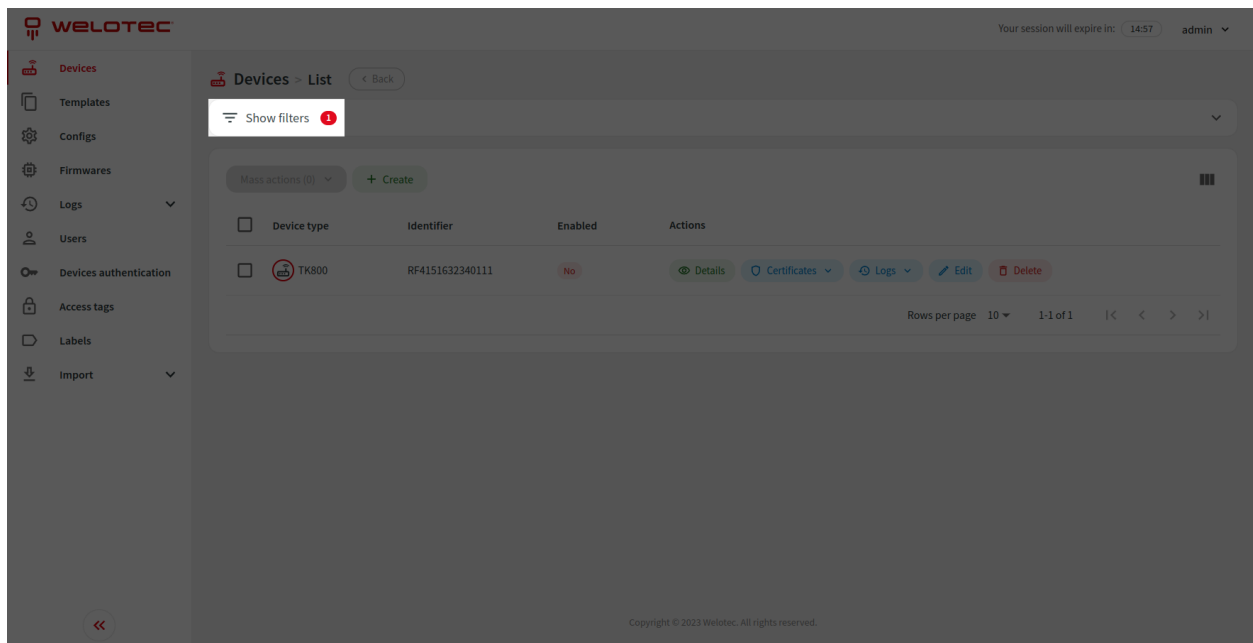 WELOTEC
Your session will expire in: 14:57 admin
Devices
Templates
Configs
Firmwares
Logs
Users
Devices authentication
Access tags
Labels
Import
Devices > List < Back
Show filters 1
Mass actions (0) + Create
Device type Identifier Enabled Actions
TK800 RF4151632340111 No Details Certificates Logs Edit Delete
Rows per page 10 1-1 of 1
Copyright © 2023 Welotec. All rights reserved.